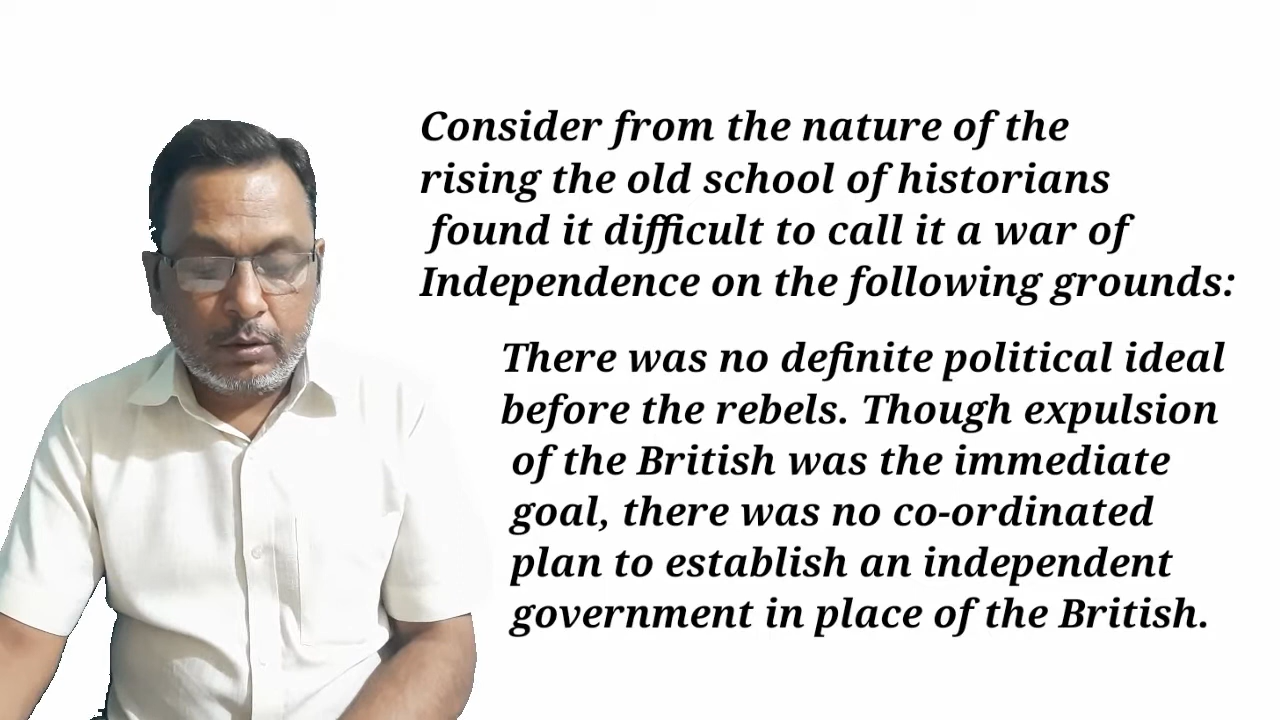 Consider from the nature of the
rising the old school of historians
found it difficult to call it a war of
Independence on the following grounds:
There was no definite political ideal
before the rebels. Though expulsion
of the British was the immediate
goal, there was no co-ordinated
plan to establish an independent
government in place of the British.